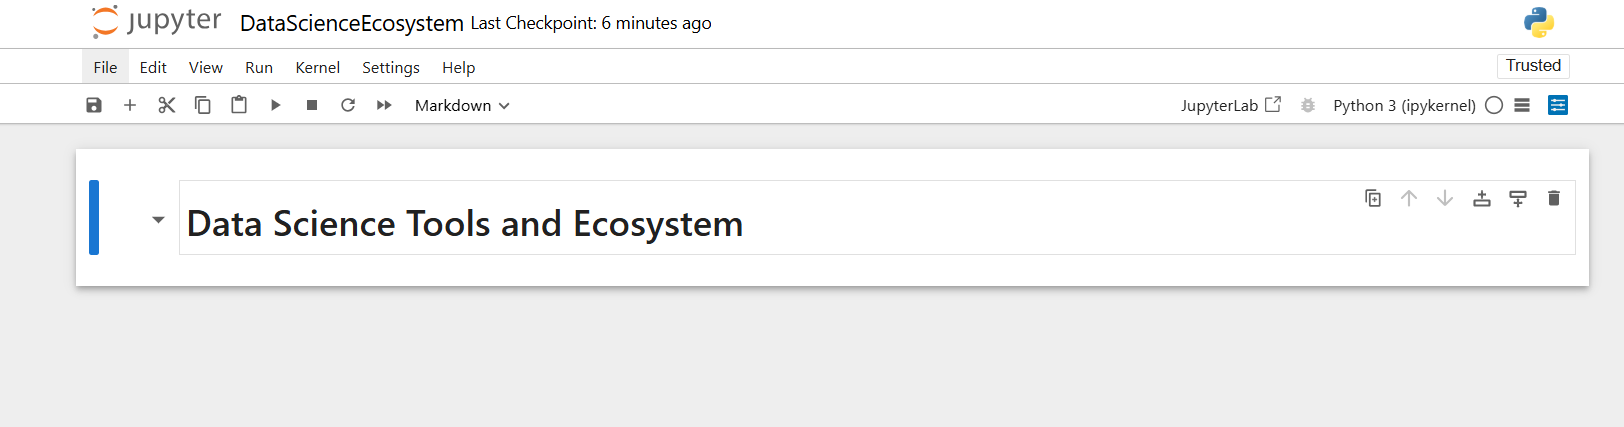 jupyter DataScienceEcosystem Last Checkpoint: 6 minutes ago
File Edit View Run Kernel Settings Help Trusted
Markdown JupyterLab Python 3 (ipykernel)
Data Science Tools and Ecosystem